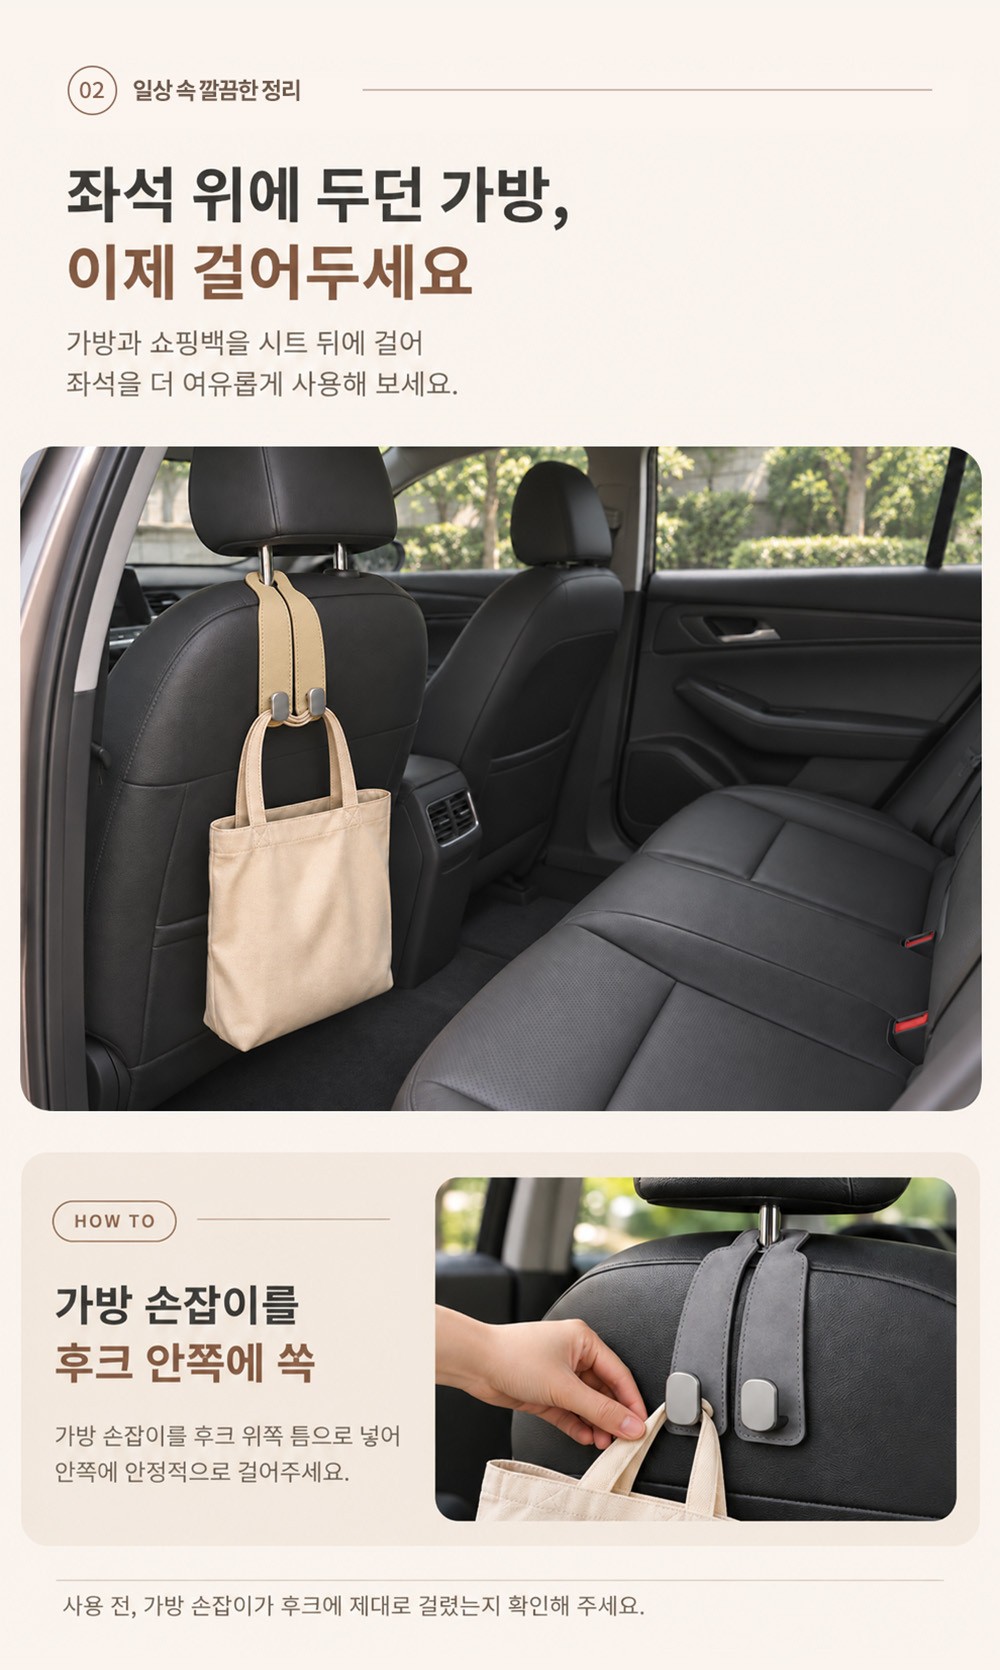 02 일상 속 깔끔한 정리
좌석 위에 두던 가방,
이제 걸어두세요
가방과 쇼핑백을 시트 뒤에 걸어
좌석을 더 여유롭게 사용해 보세요.
HOW TO
가방 손잡이를
후크 안쪽에 쏙
가방 손잡이를 후크 위쪽 틈으로 넣어
안쪽에 안정적으로 걸어주세요.
사용 전, 가방 손잡이가 후크에 제대로 걸렸는지 확인해 주세요.